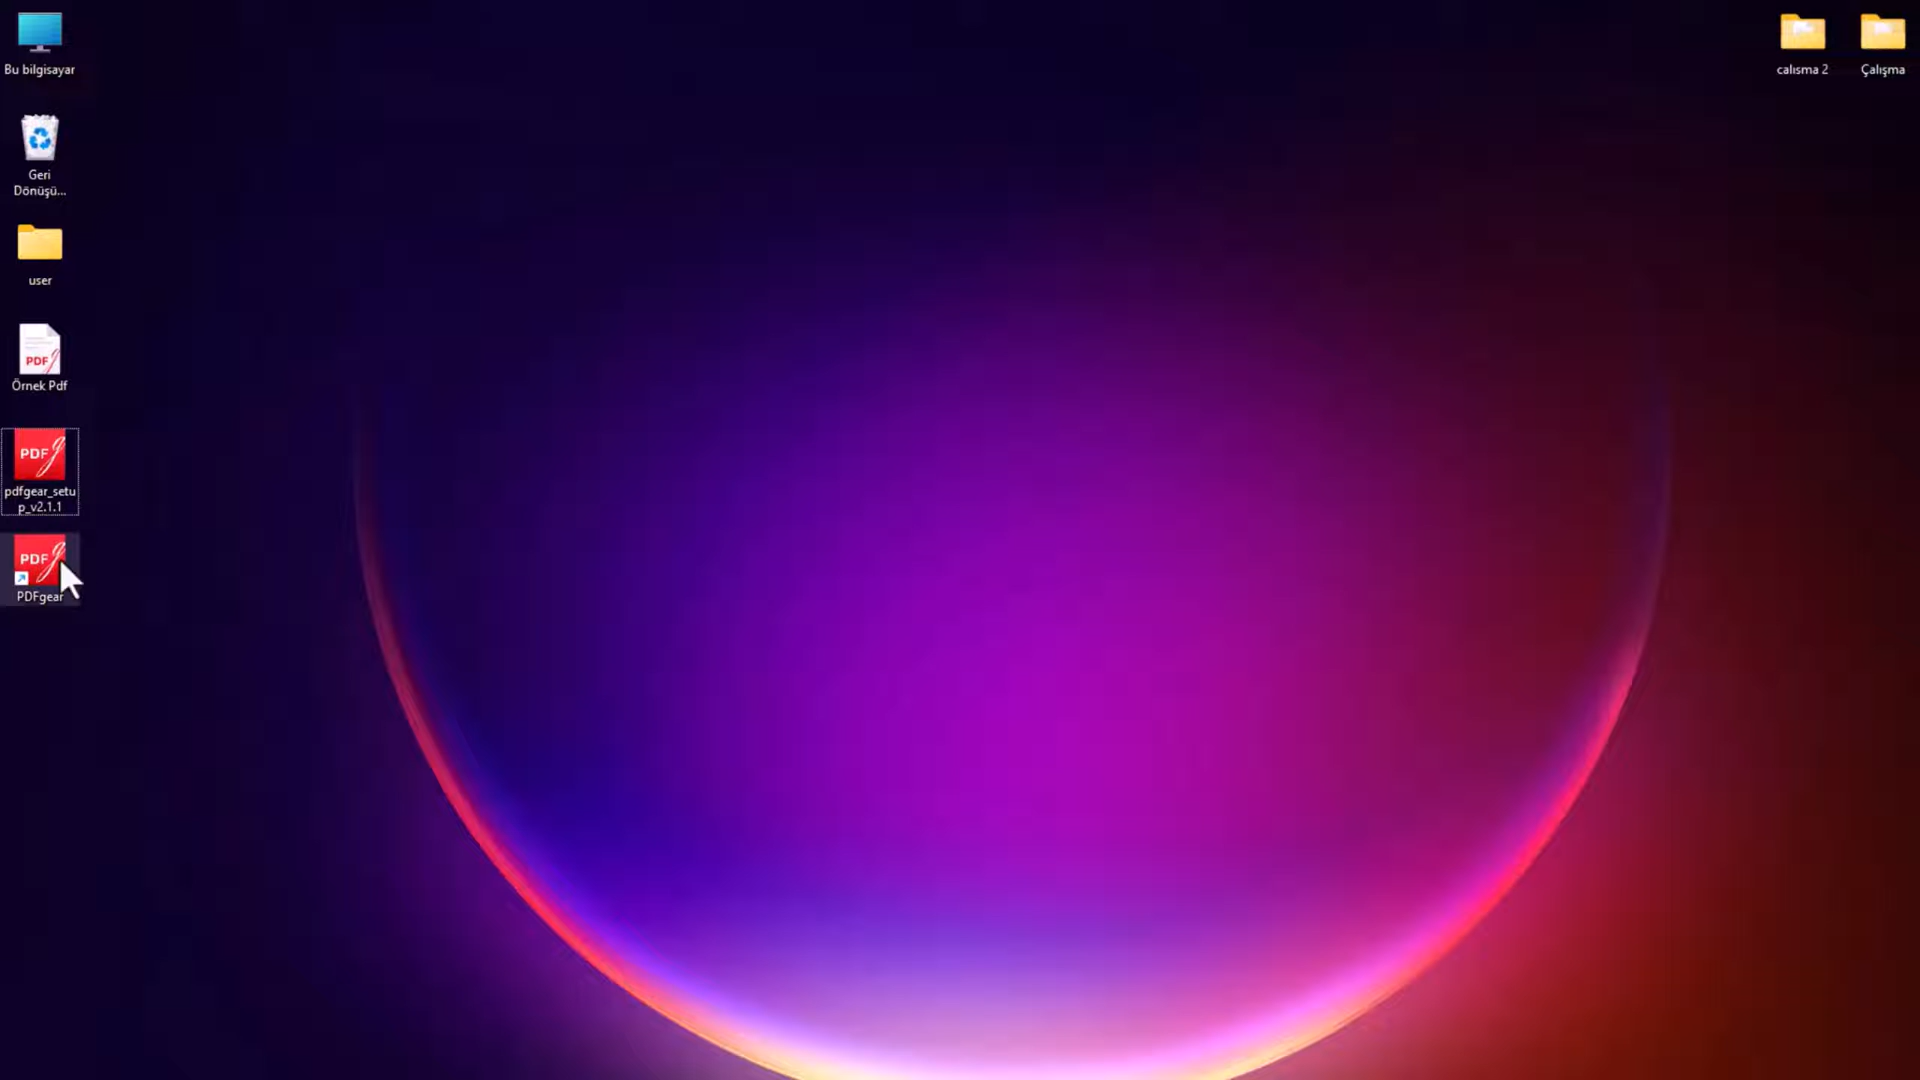 Bu bilgisayar
Geri
Dönüşü...
user
PDF
Örnek Pdf
PDF
pdfgear_setu
p_v2.1.1
PDF
PDFgear
calısma 2
Çalışma